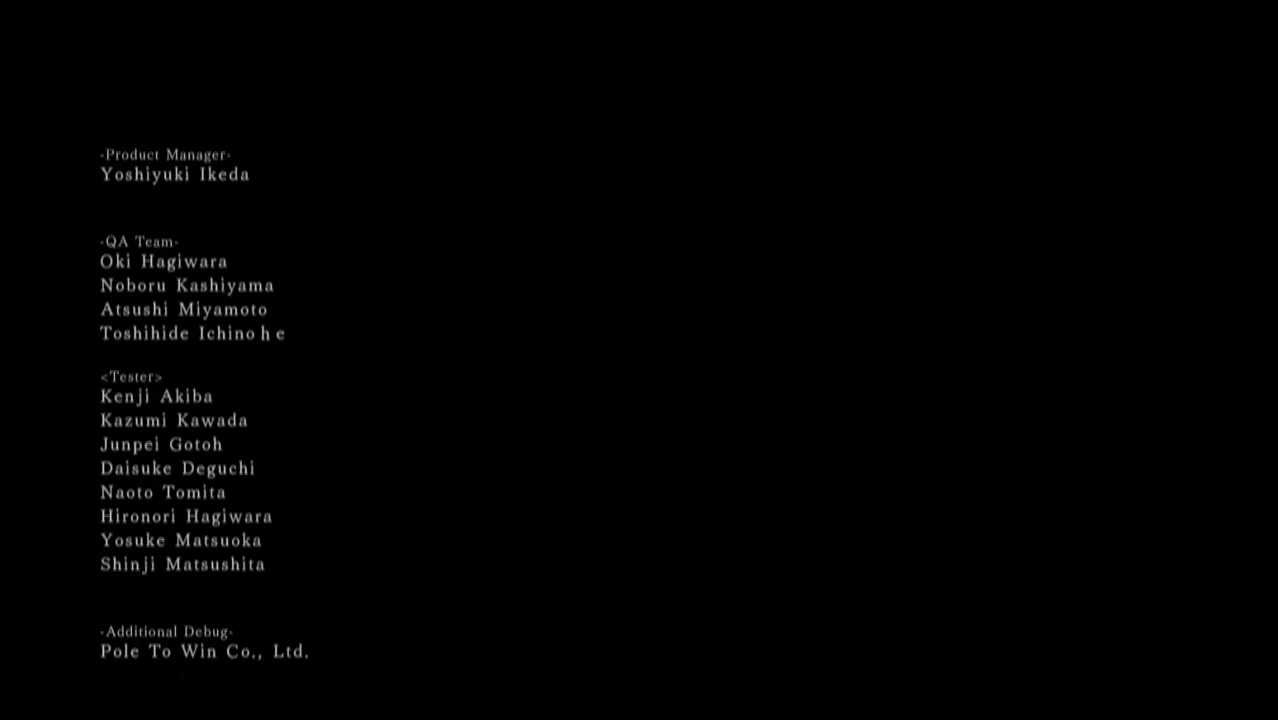 -Product Manager-
Yoshiyuki Ikeda
-QA Team-
Oki Hagiwara
Noboru Kashiyama
Atsushi Miyamoto
Toshihide Ichinohe
<Tester>
Kenji Akiba
Kazumi Kawada
Junpei Gotoh
Daisuke Deguchi
Naoto Tomita
Hironori Hagiwara
Yosuke Matsuoka
Shinji Matsushita
-Additional Debug-
Pole To Win Co., Ltd.